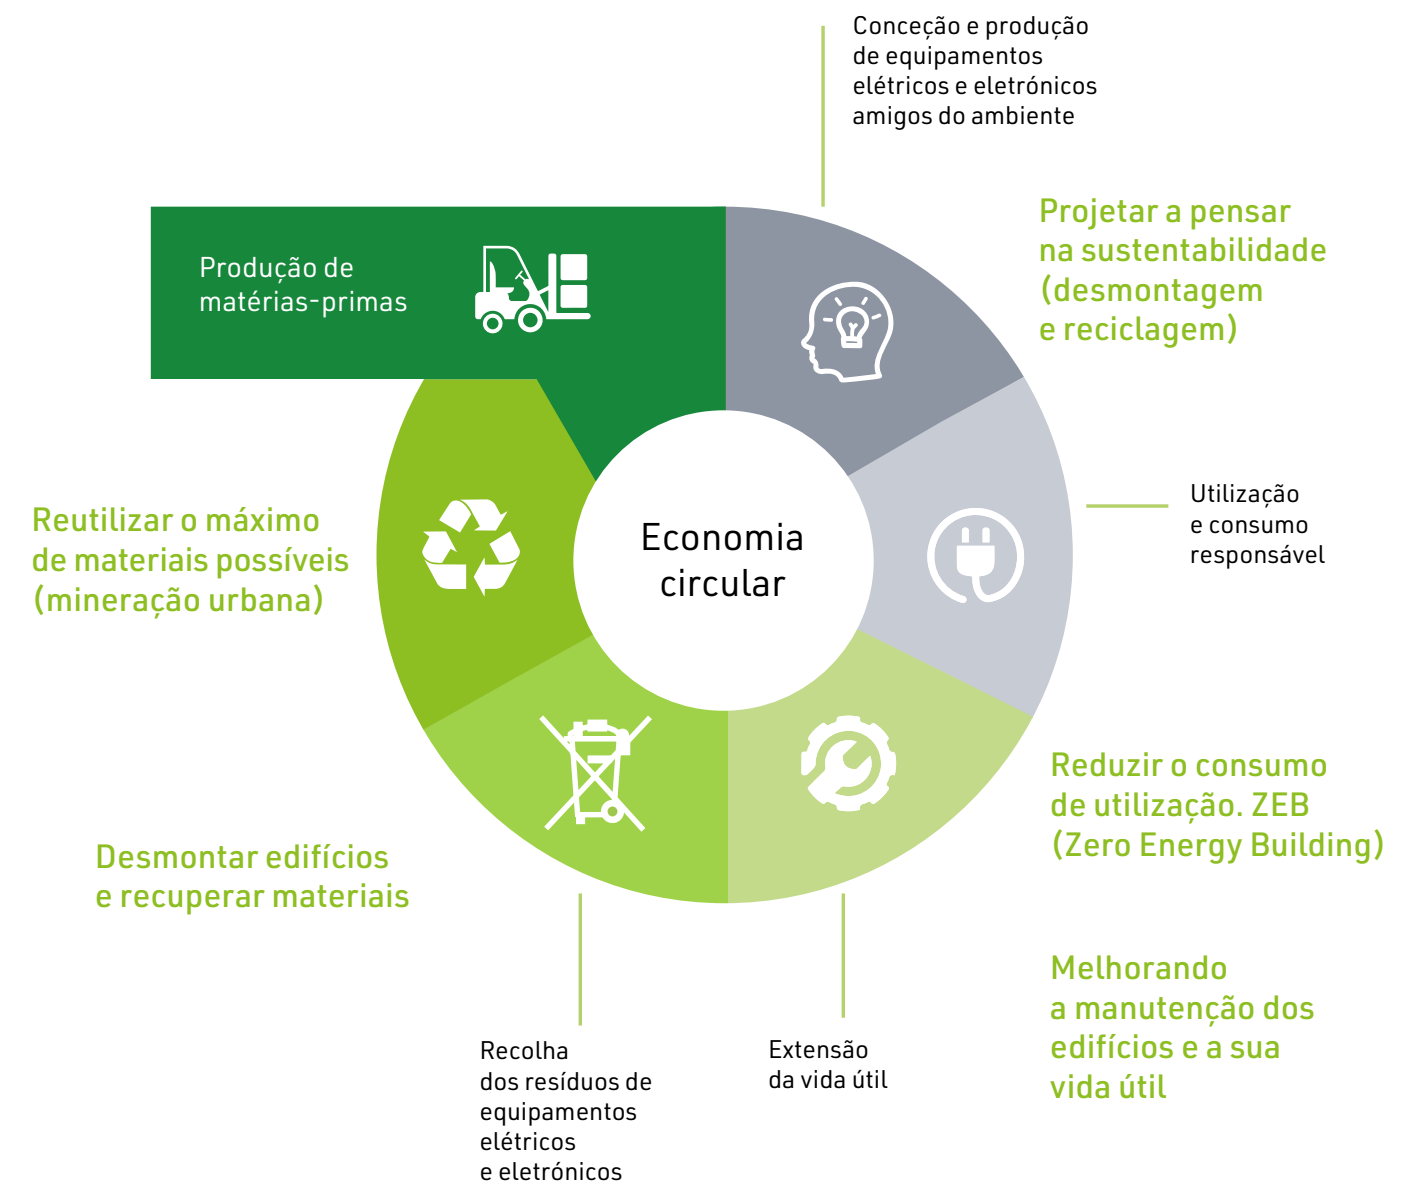 Conceção e produção
de equipamentos
elétricos e eletrónicos
amigos do ambiente
Projetar a pensar
na sustentabilidade
(desmontagem
e reciclagem)
Produção de
matérias-primas
Utilização
e consumo
responsável
Reutilizar o máximo
de materiais possíveis
(mineração urbana)
Economia
circular
Reduzir o consumo
de utilização. ZEB
(Zero Energy Building)
Desmontar edifícios
e recuperar materiais
Melhorando
a manutenção dos
edifícios e a sua
vida útil
Recolha
dos resíduos de
equipamentos
elétricos
e eletrónicos
Extensão
da vida útil